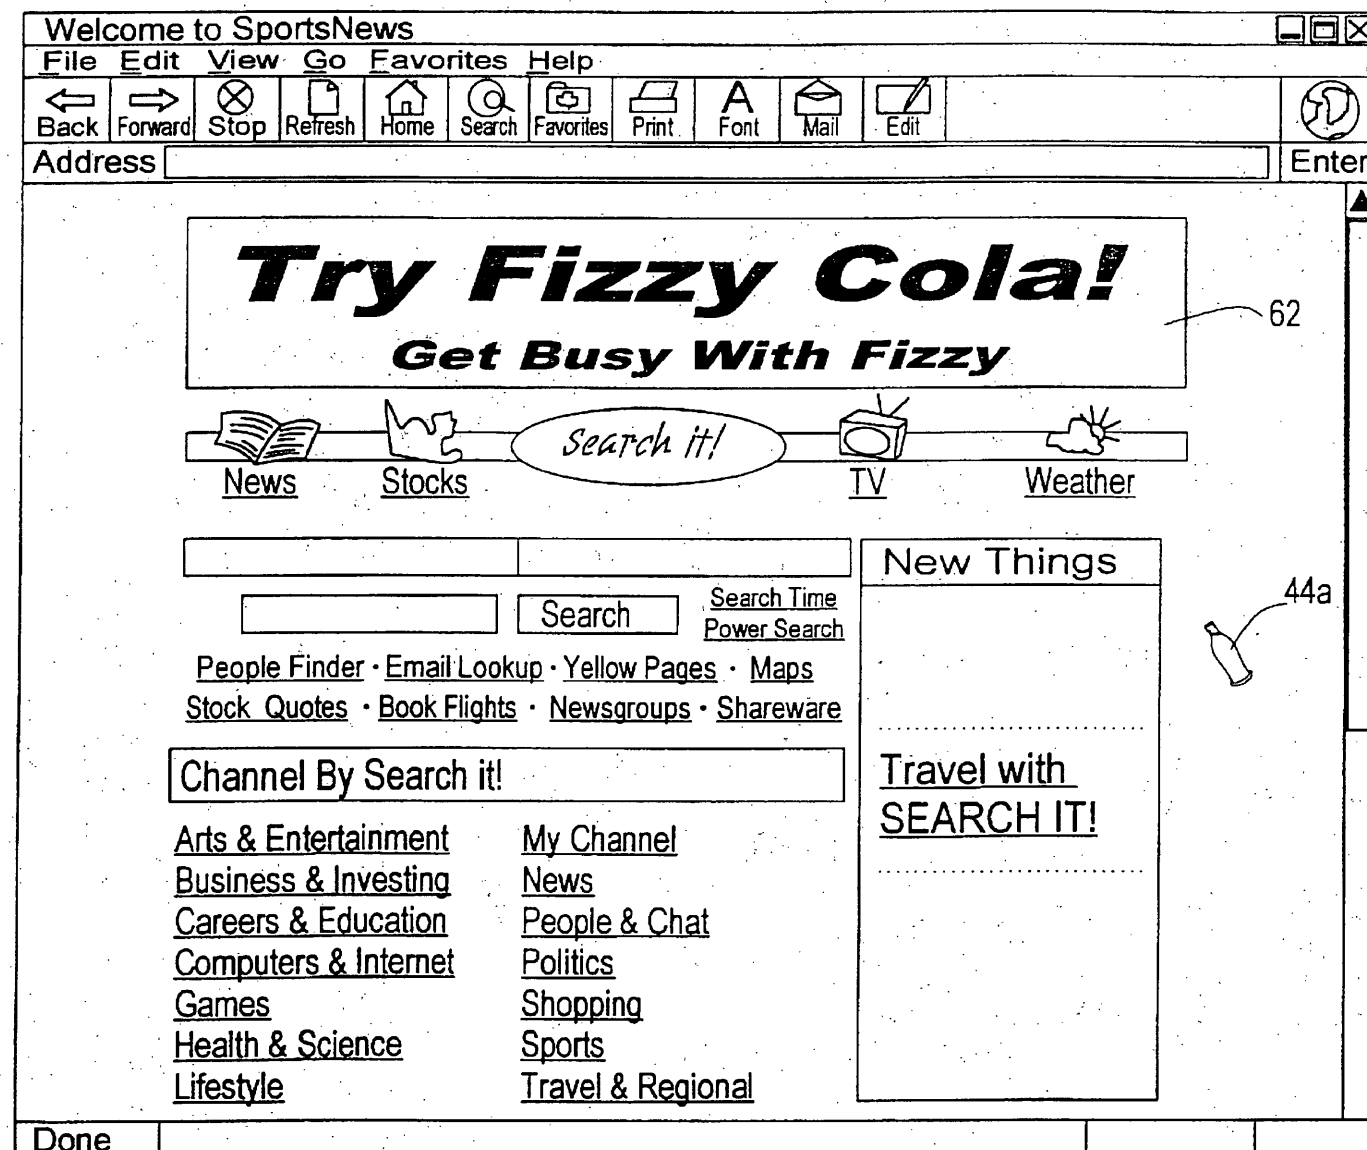 Welcome to SportsNews
File Edit View Go Favorites Help
Back Forward Stop Refresh Home Search Favorites Print Font Mail Edit
Address Enter
Try Fizzy Cola!
Get Busy With Fizzy
62
Search it!
News Stocks TV Weather
New Things
Search Search Time
Power Search
44a
People Finder · Email Lookup · Yellow Pages · Maps
Stock Quotes · Book Flights · Newsgroups · Shareware
Travel with
SEARCH IT!
Channel By Search it!
Arts & Entertainment My Channel
Business & Investing News
Careers & Education People & Chat
Computers & Internet Politics
Games Shopping
Health & Science Sports
Lifestyle Travel & Regional
Done